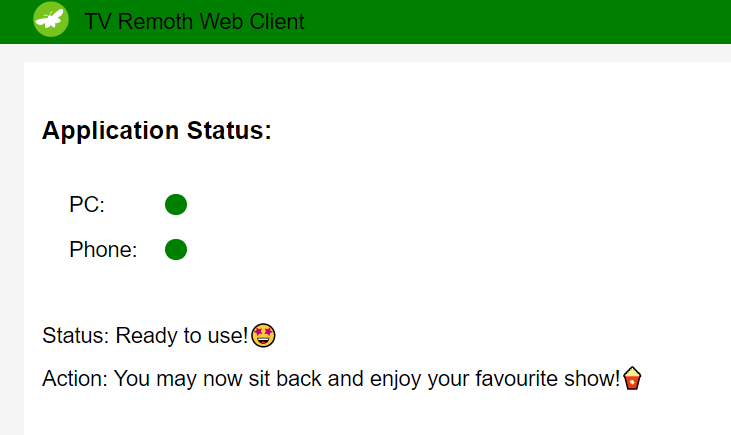 TV Remoth Web Client
Application Status:
PC:
Phone:
Status: Ready to use!🤩
Action: You may now sit back and enjoy your favourite show!🍿